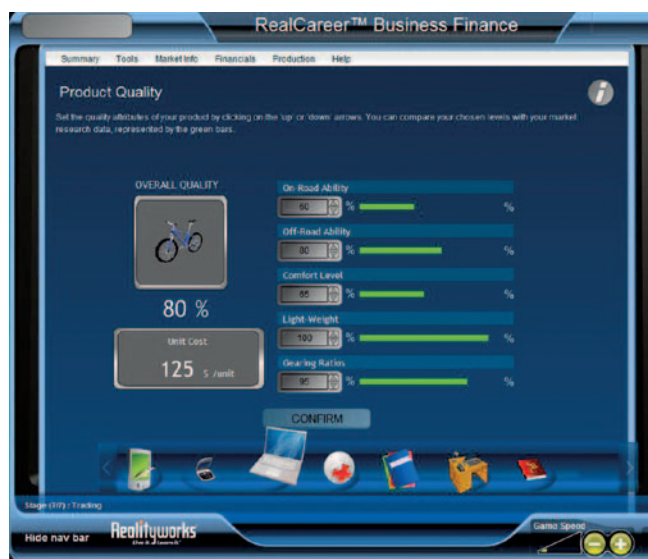 RealCareer™ Business Finance
Summary Tools Market Info Financials Production Help
Product Quality
Set the quality attributes of your product by clicking on the 'up' or 'down' arrows. You can compare your chosen levels with your market
research data, represented by the green bars.
OVERALL QUALITY
80 %
Unit Cost
125 $ /unit
On-Road Ability
60 % %
Off-Road Ability
80 % %
Comfort Level
65 % %
Light-Weight
100 % %
Gearing Ratios
95 % %
CONFIRM
Stage (7/7) : Trading
Hide nav bar
Realityworks
Game Speed